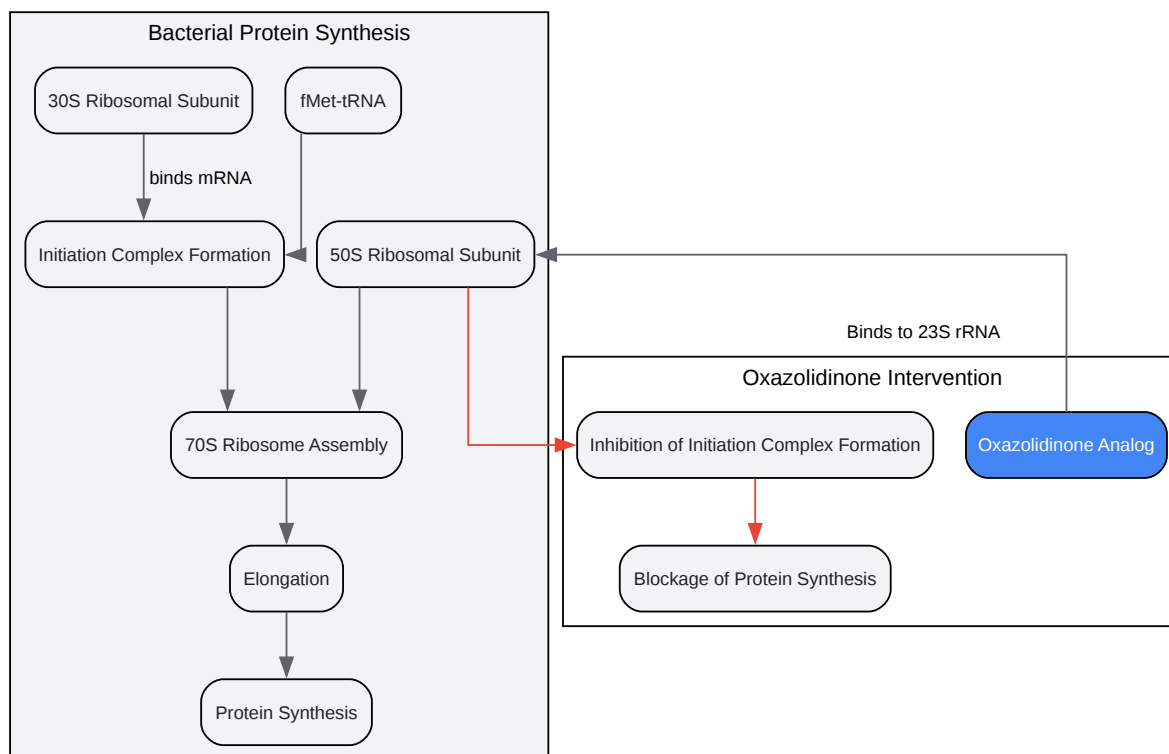 Bacterial Protein Synthesis
30S Ribosomal Subunit
fMet-tRNA
binds mRNA
Initiation Complex Formation
50S Ribosomal Subunit
Binds to 23S rRNA
Oxazolidinone Intervention
70S Ribosome Assembly
Inhibition of Initiation Complex Formation
Oxazolidinone Analog
Elongation
Blockage of Protein Synthesis
Protein Synthesis